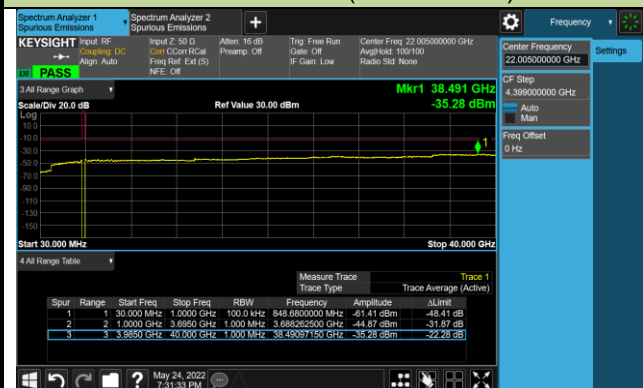 Spectrum Analyzer 1
Spurious Emissions
Spectrum Analyzer 2
Spurious Emissions
+
Frequency
KEYSIGHT
Input: RF
Coupling: DC
Align: Auto
Input Z: 50 Ω
Corr CCorr RCal
Freq Ref: Ext (S)
NFE: Off
Atten: 16 dB
Preamp: Off
Trig: Free Run
Gate: Off
IF Gain: Low
Center Freq: 22.005000000 GHz
AvgHold: 100/100
Radio Std: None
PASS
Center Frequency
22.005000000 GHz
Settings
CF Step
4.399000000 GHz
Auto
Man
Freq Offset
0 Hz
3 All Range Graph
Mkr1 38.491 GHz
Scale/Div 20.0 dB
Ref Value 30.00 dBm
-35.28 dBm
Log
10.0
-10.0
-30.0
-50.0
-70.0
-90.0
-110
-130
-150
1
Start 30.000 MHz
Stop 40.000 GHz
4 All Range Table
Measure Trace Trace 1
Trace Type Trace Average (Active)
Spur Range Start Freq Stop Freq RBW Frequency Amplitude ΔLimit
1 1 30.000 MHz 1.0000 GHz 100.0 kHz 848.6800000 MHz -61.41 dBm -48.41 dB
2 2 1.0000 GHz 3.6950 GHz 1.000 MHz 3.688262500 GHz -44.87 dBm -31.87 dB
3 3 3.9850 GHz 40.000 GHz 1.000 MHz 38.49097150 GHz -35.28 dBm -22.28 dB
?
May 24, 2022
7:31:33 PM